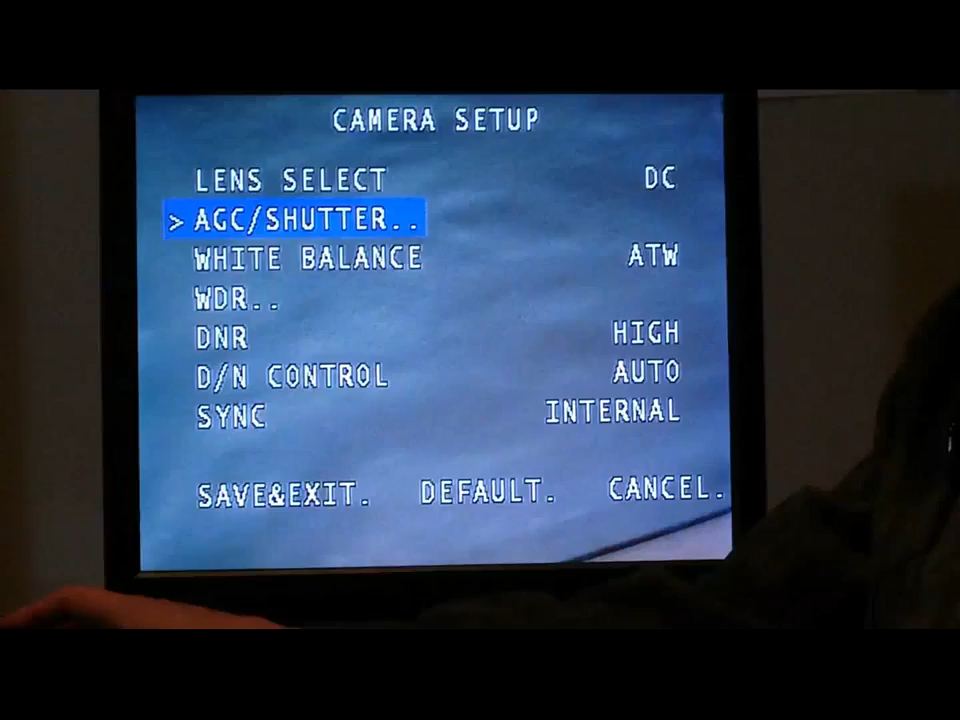 CAMERA SETUP
LENS SELECT DC
> AGC/SHUTTER..
WHITE BALANCE ATW
WDR..
DNR HIGH
D/N CONTROL AUTO
SYNC INTERNAL
SAVE&EXIT. DEFAULT. CANCEL.